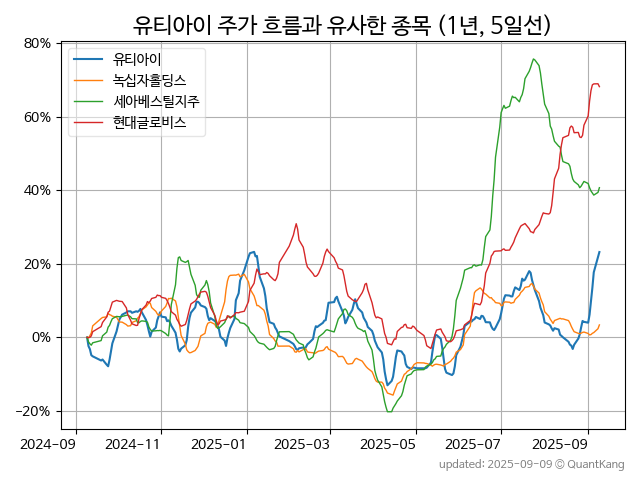 유티아이 주가 흐름과 유사한 종목 (1년, 5일선)
80%
60%
40%
20%
0%
−20%
유티아이
녹십자홀딩스
세아베스틸지주
현대글로비스
2024-09 2024-11 2025-01 2025-03 2025-05 2025-07 2025-09
updated: 2025-09-09 © QuantKang